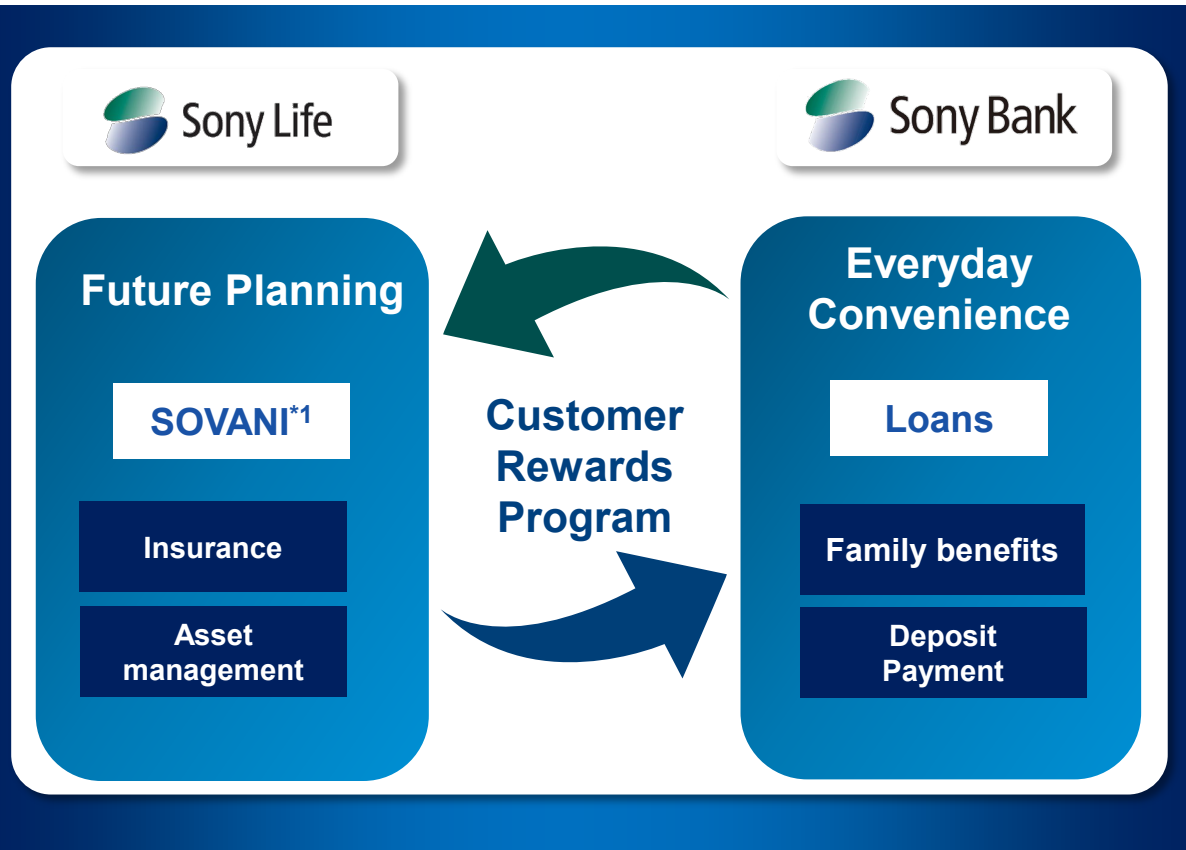 Sony Life
Sony Bank
Future Planning
SOVANI*1
Insurance
Asset
management
Customer
Rewards
Program
Everyday
Convenience
Loans
Family benefits
Deposit
Payment